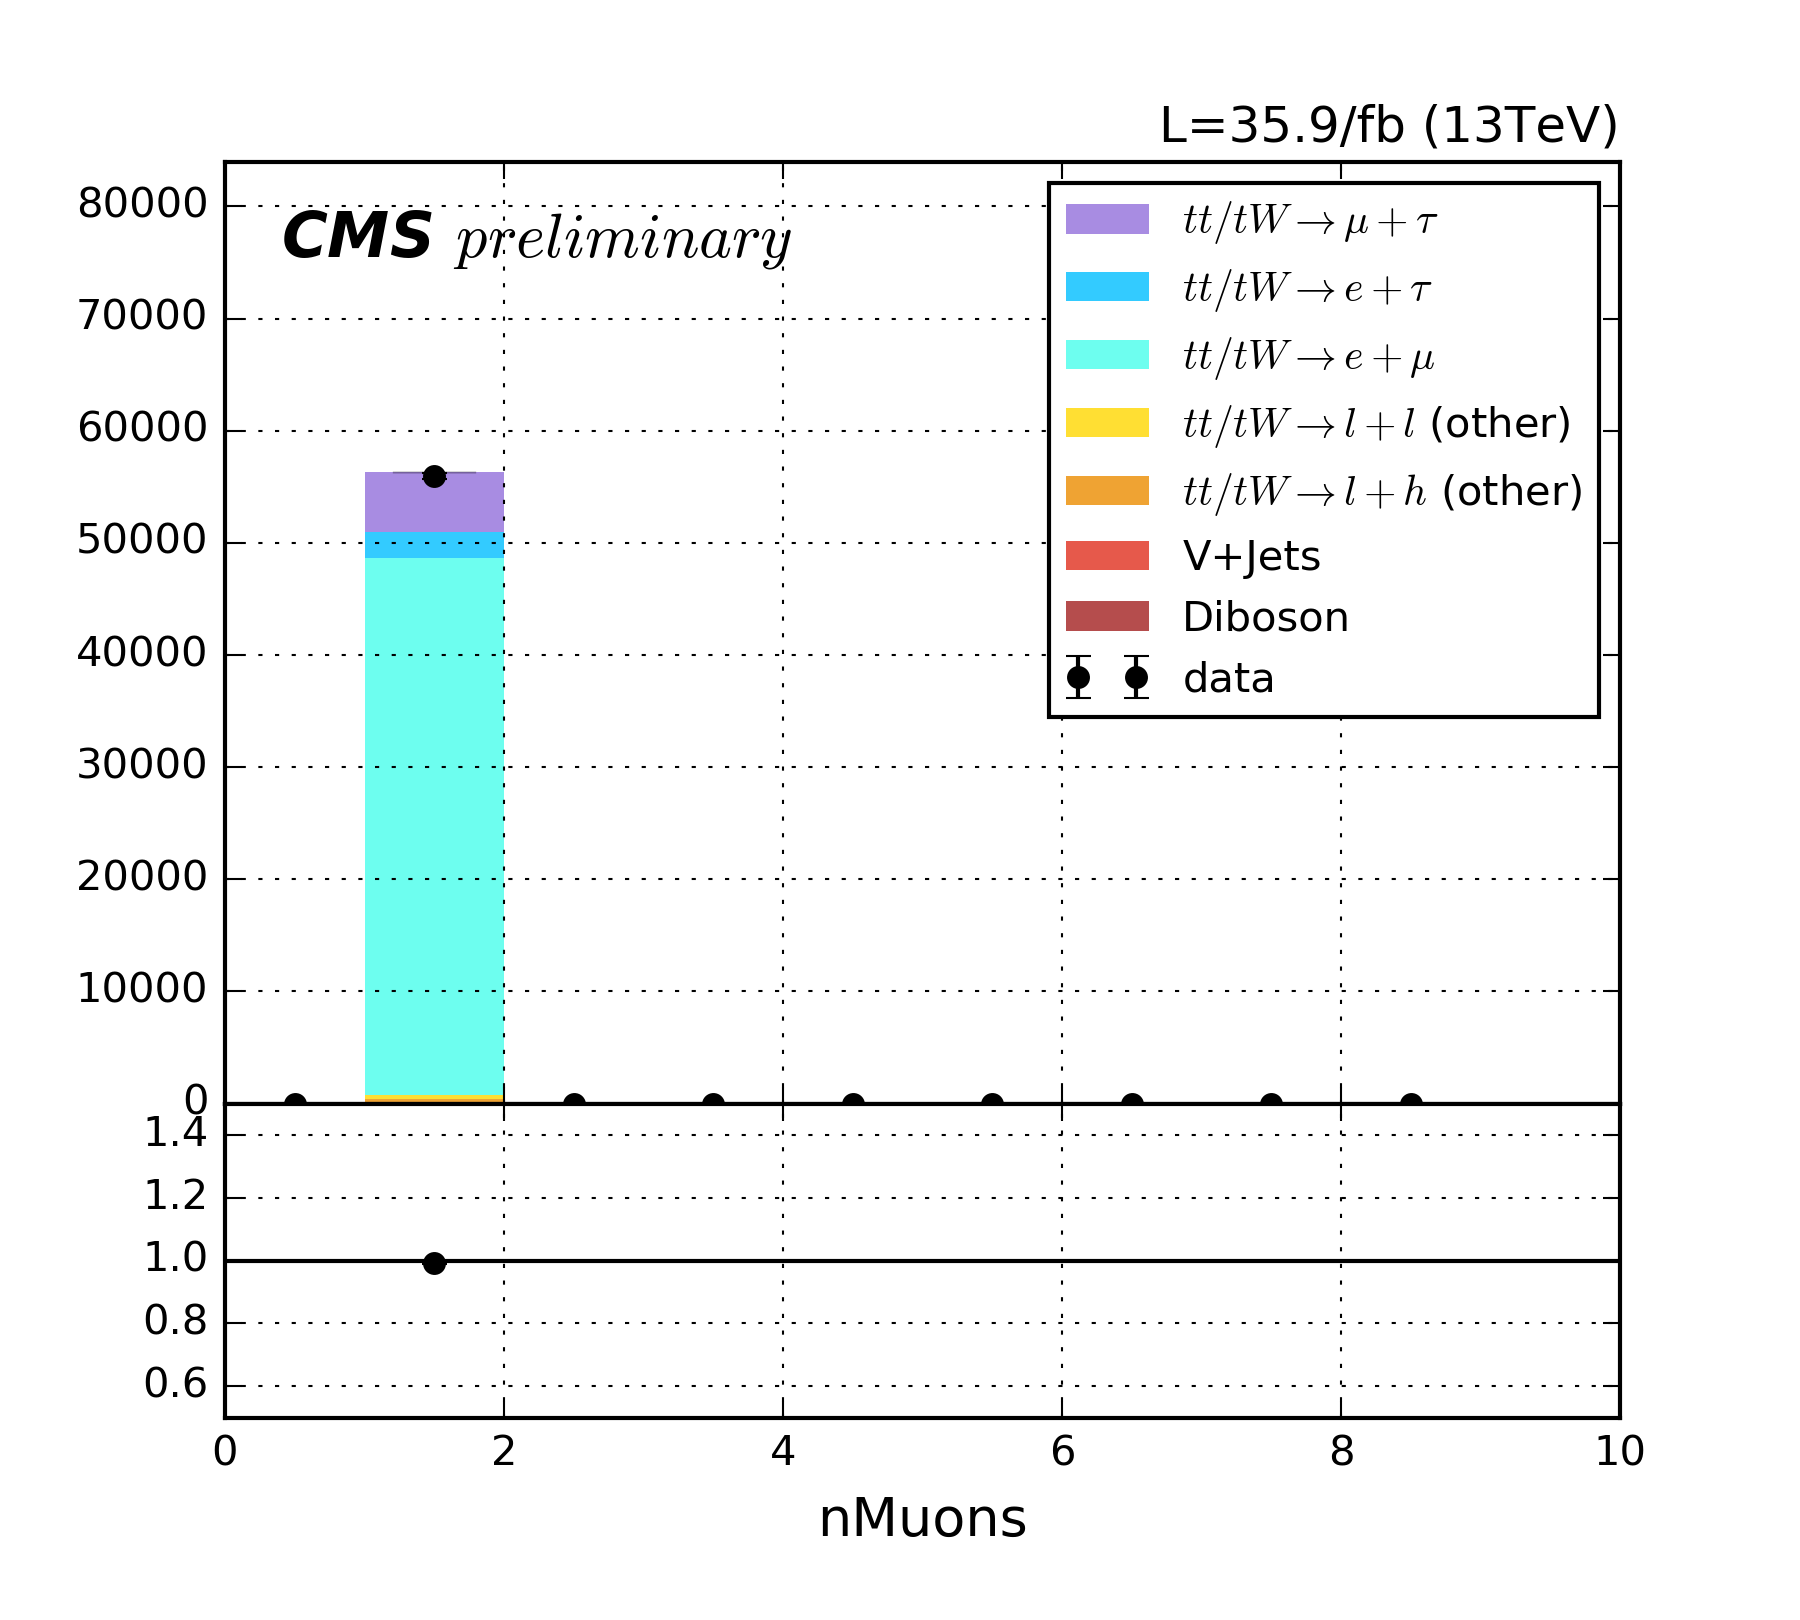 L=35.9/fb (13TeV)
CMS preliminary
80000
70000
60000
50000
40000
30000
20000
10000
0
tt/tW → μ + τ
tt/tW → e + τ
tt/tW → e + μ
tt/tW → l + l (other)
tt/tW → l + h (other)
V+Jets
Diboson
data
1.4
1.2
1.0
0.8
0.6
0 2 4 6 8 10
nMuons